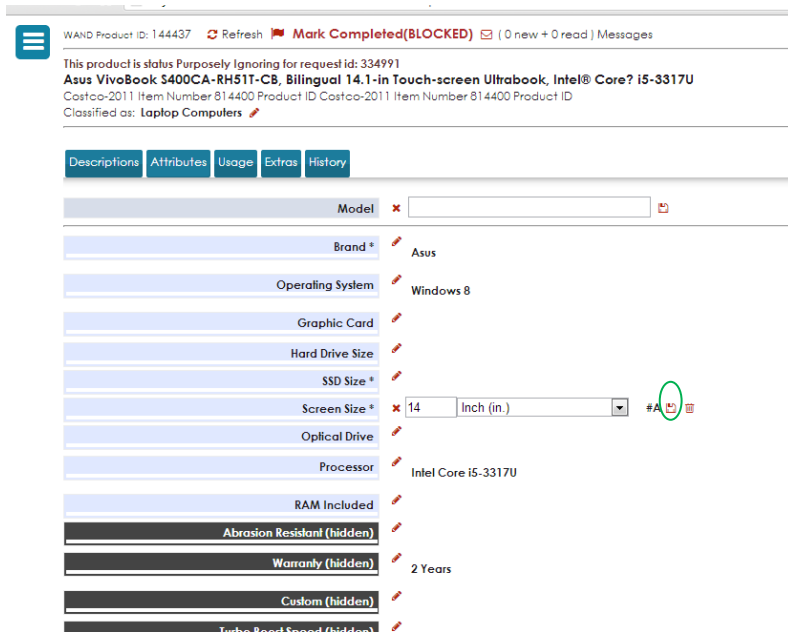 WAND Product ID: 144437 Refresh Mark Completed(BLOCKED) ( 0 new + 0 read ) Messages
This product is status Purposely Ignoring for request id: 334991
Asus VivoBook S400CA-RH51T-CB, Bilingual 14.1-in Touch-screen Ultrabook, Intel® Core? i5-3317U
Costco-2011 Item Number 814400 Product ID Costco-2011 Item Number 814400 Product ID
Classified as: Laptop Computers
Descriptions Attributes Usage Extras History
Model
Brand *
Asus
Operating System
Windows 8
Graphic Card
Hard Drive Size
SSD Size *
Screen Size * 14 Inch (in.) #A
Optical Drive
Processor
Intel Core i5-3317U
RAM Included
Abrasion Resistant (hidden)
Warranty (hidden)
2 Years
Custom (hidden)
Turbo Boost Speed (hidden)